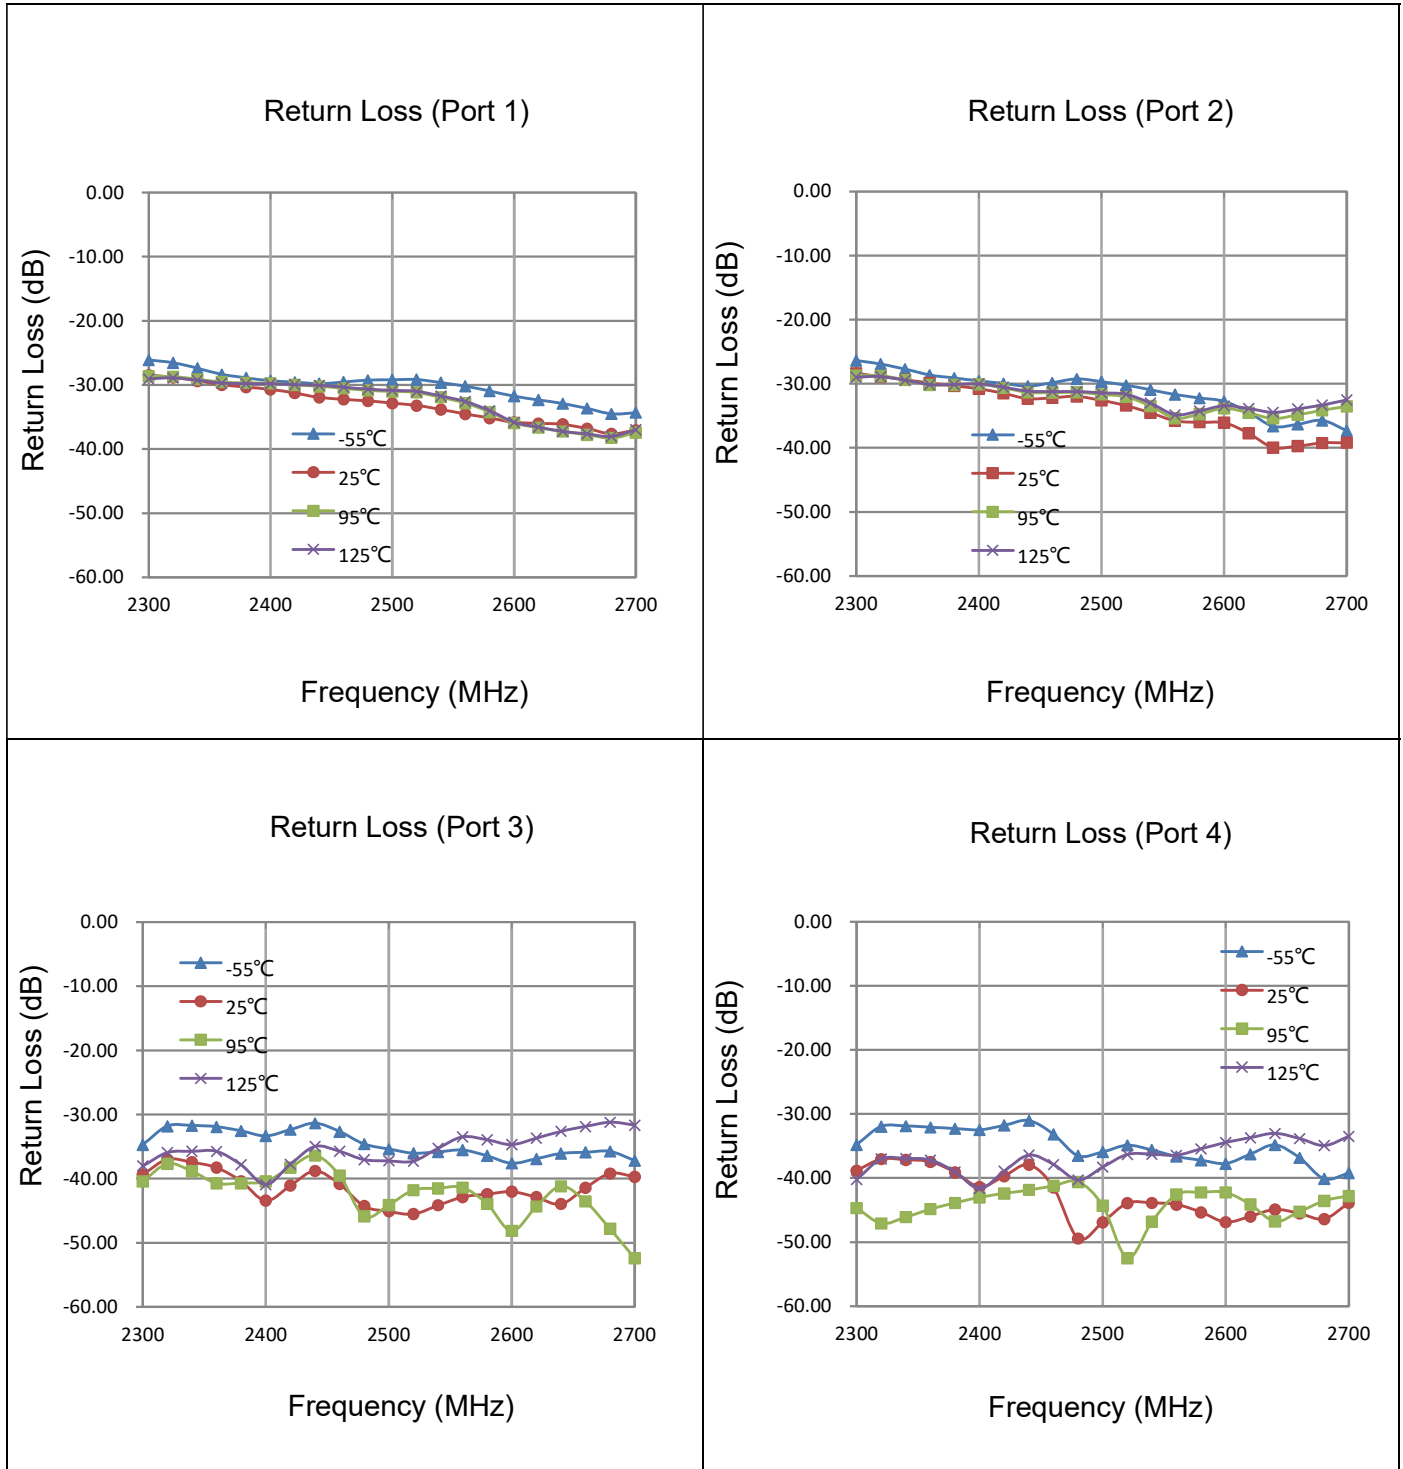 Return Loss (Port 1)
Return Loss (dB)
0.00
-10.00
-20.00
-30.00
-40.00
-50.00
-60.00
-55℃
25℃
95℃
125℃
2300 2400 2500 2600 2700
Frequency (MHz)
Return Loss (Port 2)
Return Loss (dB)
0.00
-10.00
-20.00
-30.00
-40.00
-50.00
-60.00
-55℃
25℃
95℃
125℃
2300 2400 2500 2600 2700
Frequency (MHz)
Return Loss (Port 3)
Return Loss (dB)
0.00
-10.00
-20.00
-30.00
-40.00
-50.00
-60.00
-55℃
25℃
95℃
125℃
2300 2400 2500 2600 2700
Frequency (MHz)
Return Loss (Port 4)
Return Loss (dB)
0.00
-10.00
-20.00
-30.00
-40.00
-50.00
-60.00
-55℃
25℃
95℃
125℃
2300 2400 2500 2600 2700
Frequency (MHz)